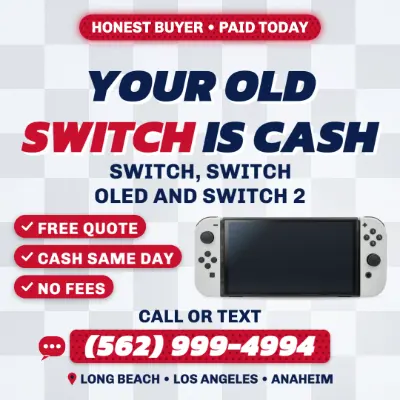 HONEST BUYER • PAID TODAY
YOUR OLD
SWITCH IS CASH
SWITCH, SWITCH
OLED AND SWITCH 2
FREE QUOTE
CASH SAME DAY
NO FEES
CALL OR TEXT
(562) 999-4994
LONG BEACH • LOS ANGELES • ANAHEIM